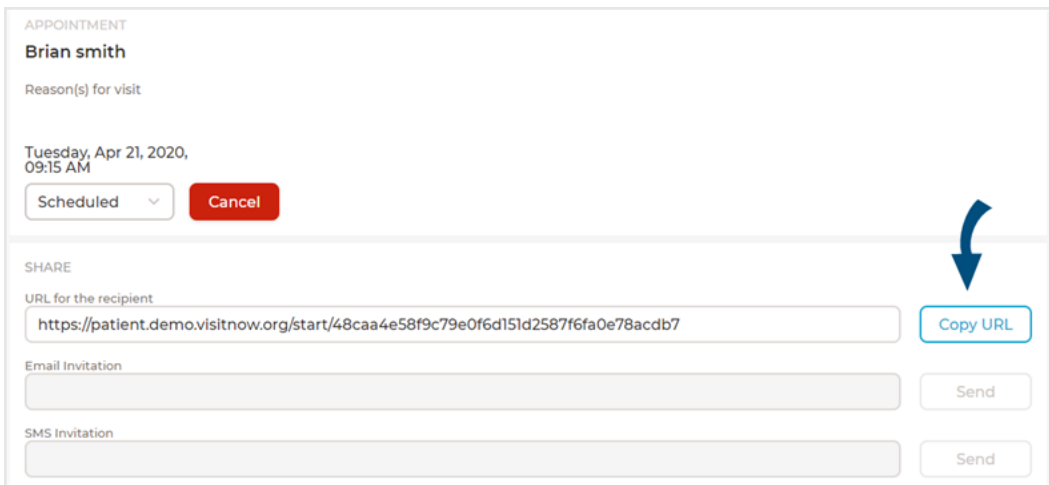 APPOINTMENT
Brian smith
Reason(s) for visit
Tuesday, Apr 21, 2020,
09:15 AM
Scheduled
Cancel
SHARE
URL for the recipient
https://patient.demo.visitnow.org/start/48caa4e58f9c79e0f6d151d2587f6fa0e78acdb7
Copy URL
Email Invitation
Send
SMS Invitation
Send